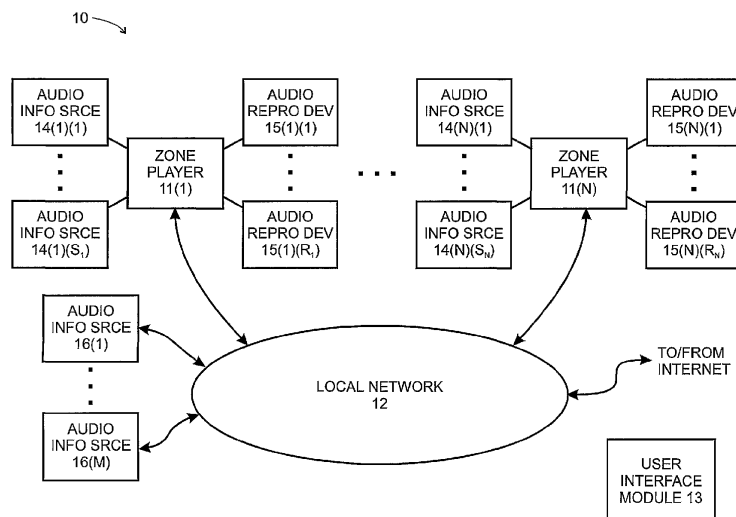 10
AUDIO
INFO SRCE
14(1)(1)
AUDIO
REPRO DEV
15(1)(1)
AUDIO
INFO SRCE
14(N)(1)
AUDIO
REPRO DEV
15(N)(1)
ZONE
PLAYER
11(1)
ZONE
PLAYER
11(N)
AUDIO
INFO SRCE
14(1)(S₁)
AUDIO
REPRO DEV
15(1)(R₁)
AUDIO
INFO SRCE
14(N)(S_N)
AUDIO
REPRO DEV
15(N)(R_N)
AUDIO
INFO SRCE
16(1)
AUDIO
INFO SRCE
16(M)
LOCAL NETWORK
12
TO/FROM
INTERNET
USER
INTERFACE
MODULE 13